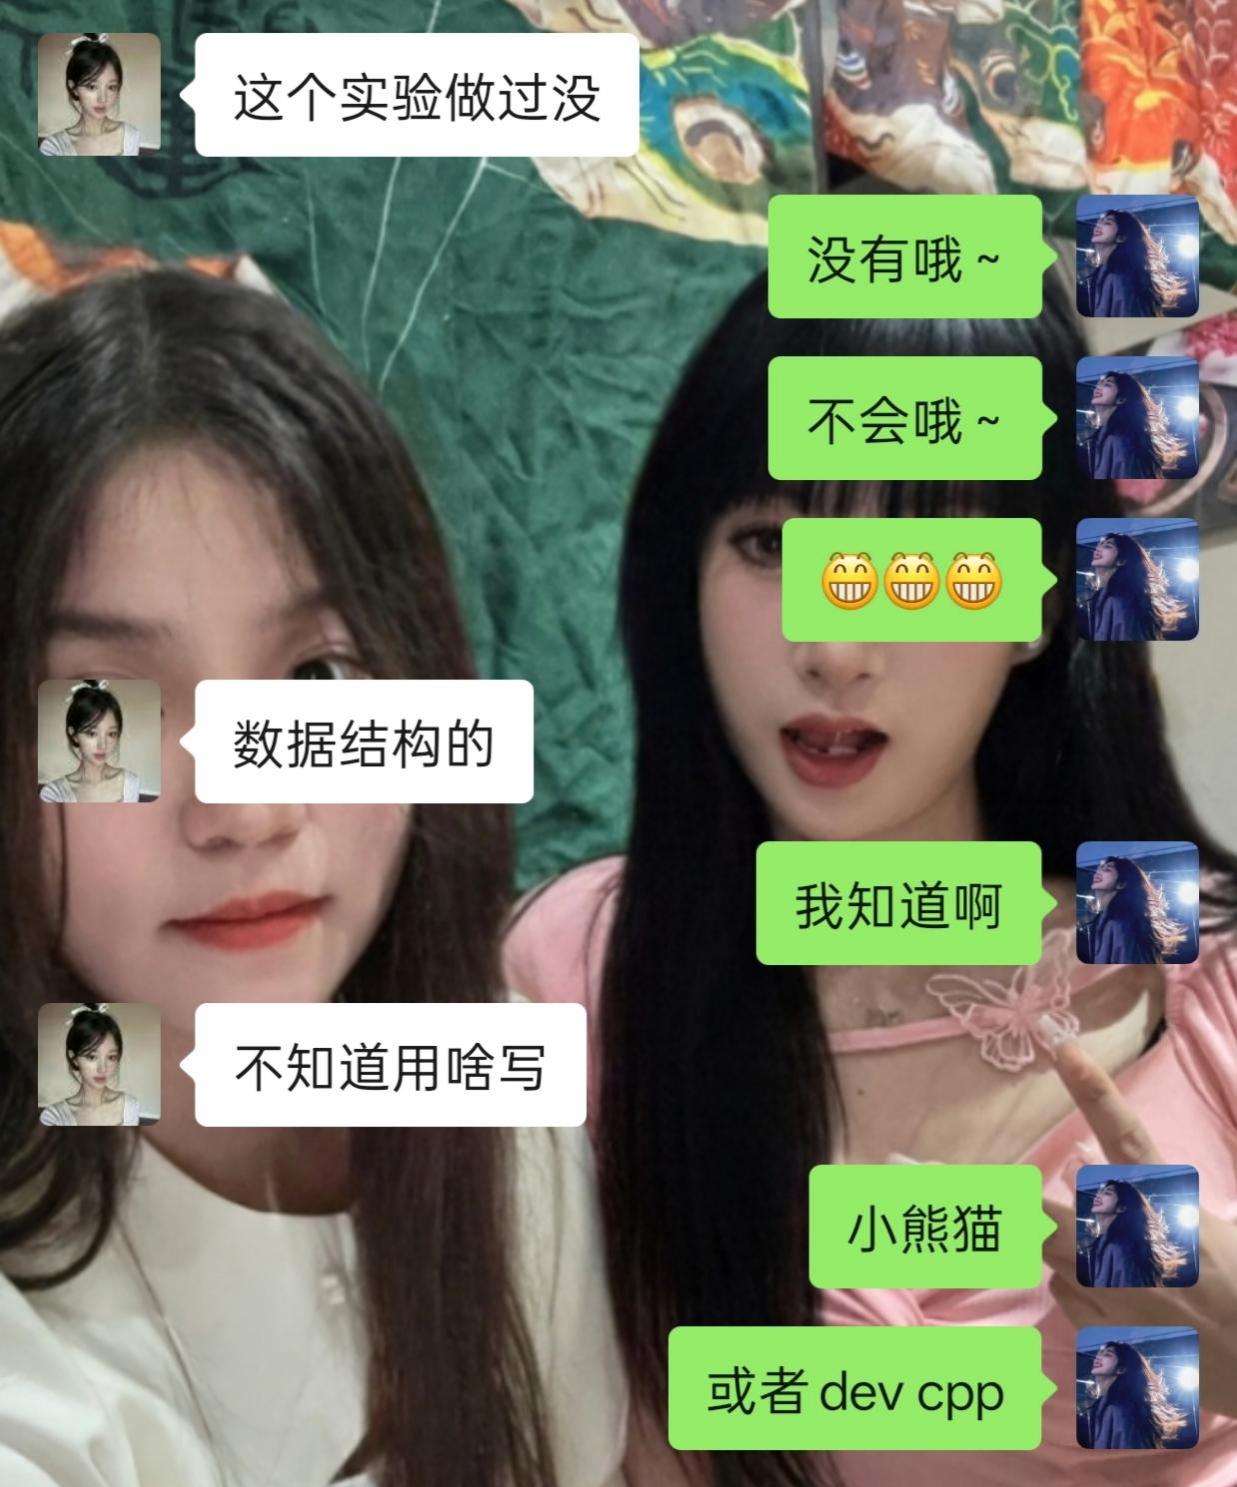 这个实验做过没
没有哦~
不会哦~
😁😁😁
数据结构的
我知道啊
不知道用啥写
小熊猫
或者 dev cpp